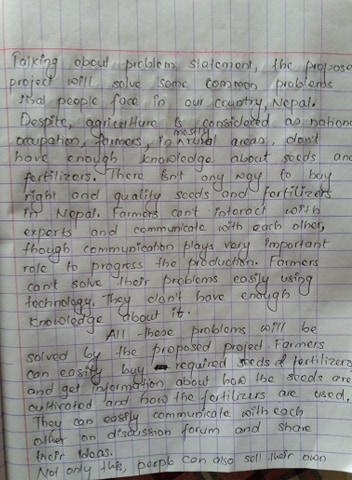 Talking about problem statement, the propose
project will solve some common problems
that people face in our country, Nepal.
Despite, agriculture is considered as nation
occupation, farmers, mostly in rural areas, don't
have enough knowledge about seeds and
fertilizers. There isn't any way to buy
right and quality seeds and fertilizers
in Nepal. Farmers can't interact with
experts and communicate with each other,
though communication plays very important
role to progress the production. Farmers
can't solve their problems easily using
technology. They don't have enough
knowledge about it.
All these problems will be
solved by the proposed project. Farmers
can easily buy required seeds & fertilizers
and get information about how the seeds are
cultivated and how the fertilizers are used.
They can easily communicate with each
other on discussion forum and share
their ideas.
Not only this, people can also sell their own